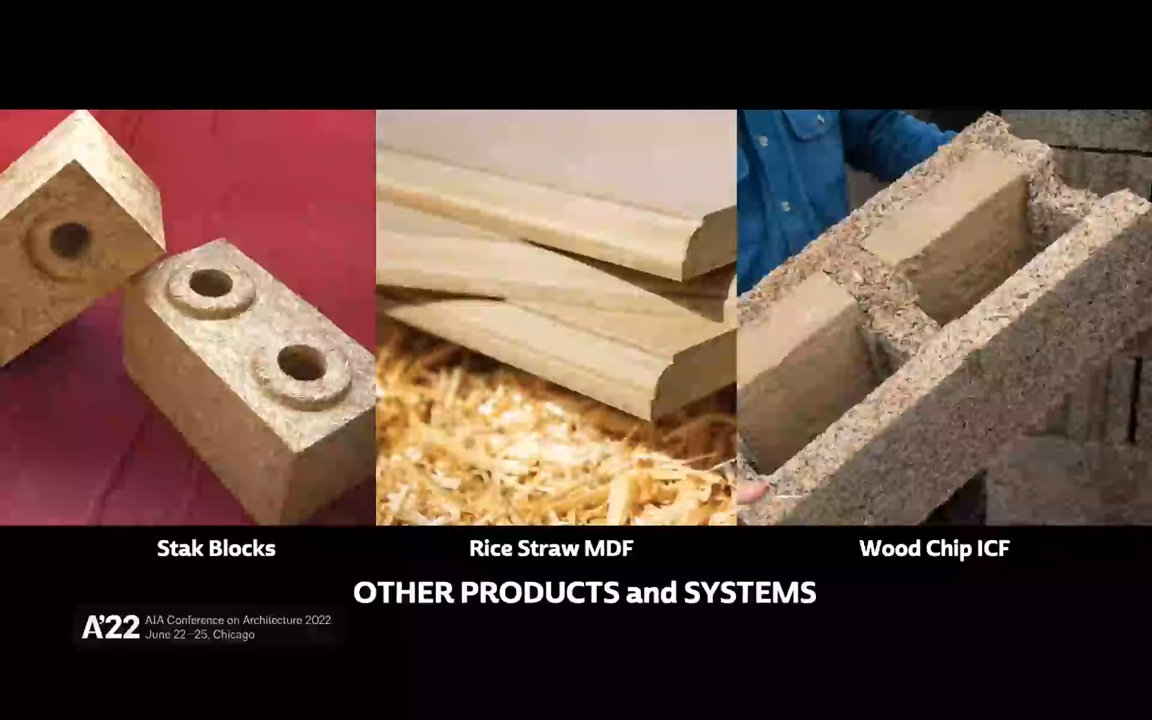 Stak Blocks
Rice Straw MDF
Wood Chip ICF
OTHER PRODUCTS and SYSTEMS
A'22
AIA Conference on Architecture 2022
June 22–25, Chicago